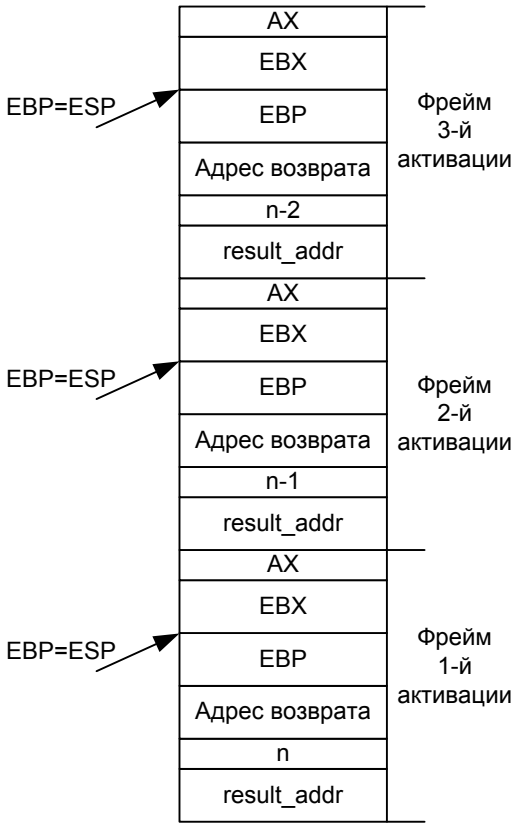 AX
EBX
EBP=ESP
EBP
Адрес возврата
n-2
result_addr
Фрейм
3-й
активации
AX
EBX
EBP=ESP
EBP
Адрес возврата
n-1
result_addr
Фрейм
2-й
активации
AX
EBX
EBP=ESP
EBP
Адрес возврата
n
result_addr
Фрейм
1-й
активации